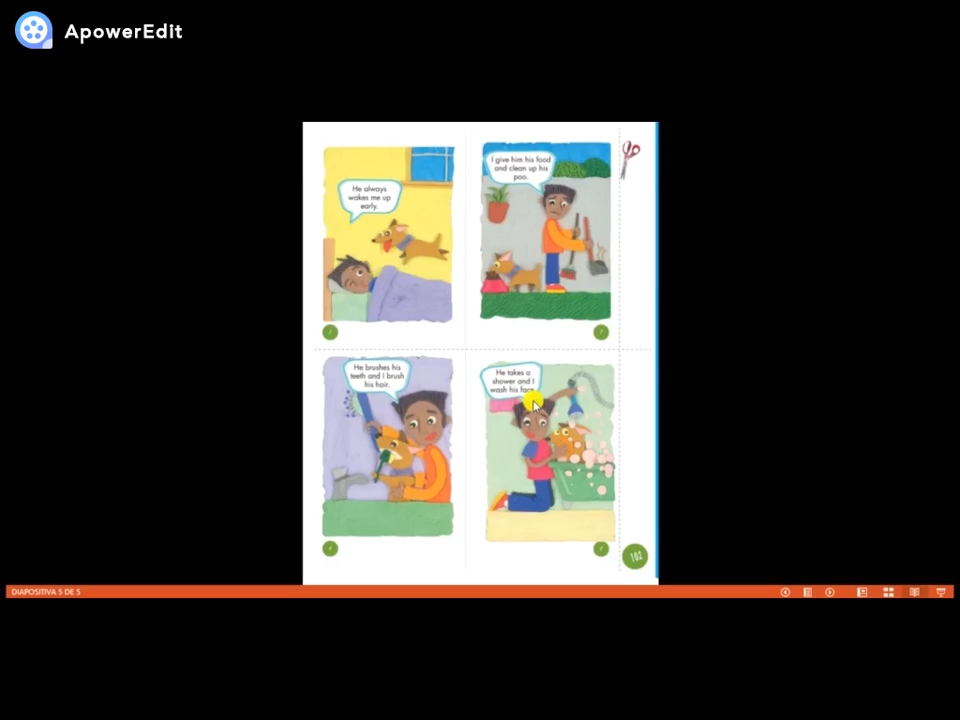 ApowerEdit
He always
wakes me up
early.
I give him his food
and clean up his
poo.
He brushes his
teeth and I brush
his hair.
He takes a
shower and I
wash his face.
102
DIAPOSITIVA 5 DE 5